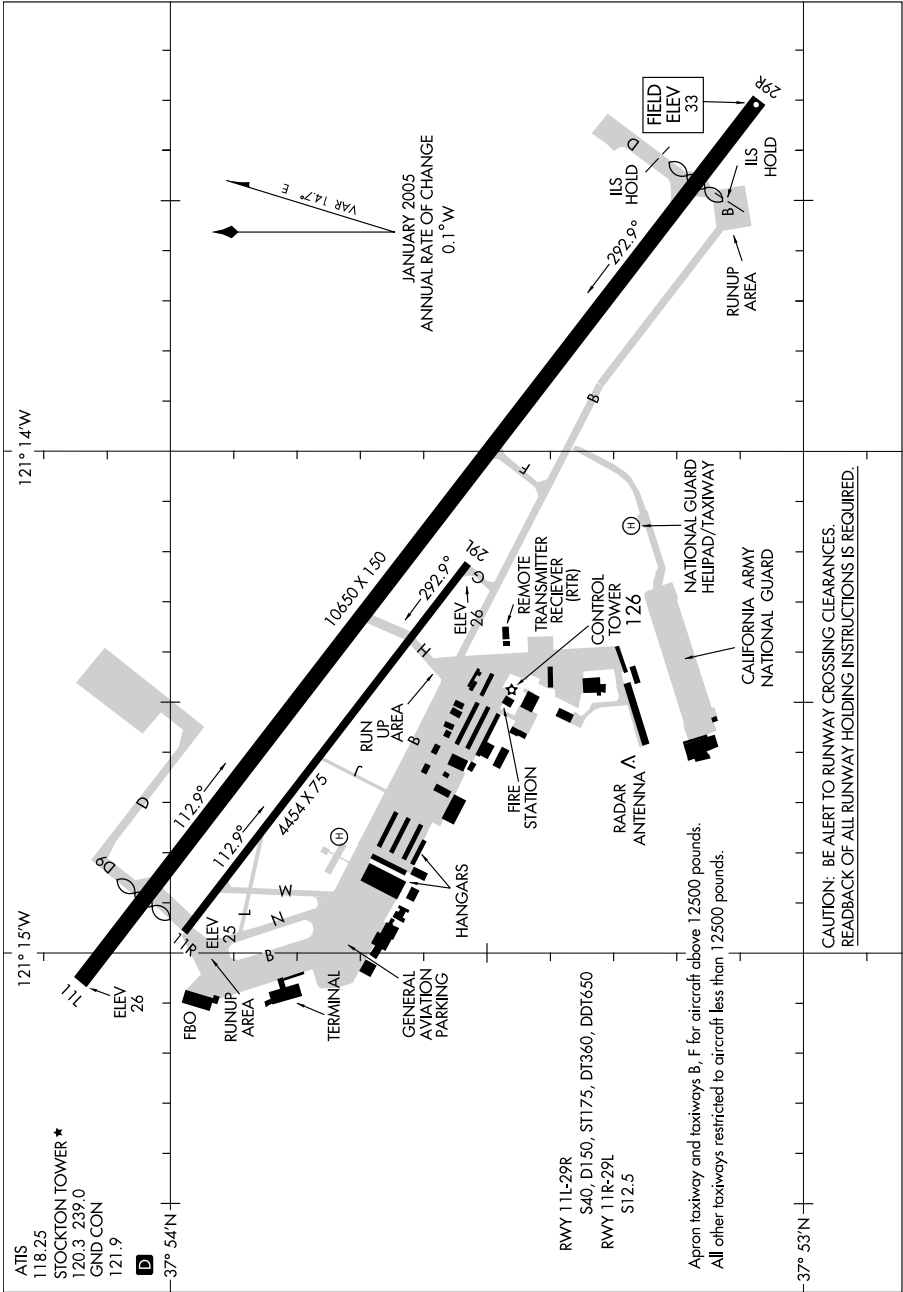 ATIS
118.25
STOCKTON TOWER ★
120.3 239.0
GND CON
121.9
D
121° 15'W
121° 14'W
37° 54'N
37° 53'N
JANUARY 2005
ANNUAL RATE OF CHANGE
0.1° W
VAR 14.7° E
FIELD
ELEV
33
29R
ILS
HOLD
D
ILS
HOLD
B
RUNUP
AREA
292.9°
B
F
10650 X 150
29L
292.9°
G
ELEV
26
H
RUN
UP
AREA
B
J
4454 X 75
112.9°
112.9°
D
D9
11L
ELEV
26
11R
ELEV
25
L
W
N
B
H
FBO
RUNUP
AREA
TERMINAL
GENERAL
AVIATION
PARKING
HANGARS
FIRE
STATION
REMOTE
TRANSMITTER
RECIEVER
(RTR)
CONTROL
TOWER
126
RADAR
ANTENNA
H
NATIONAL GUARD
HELIPAD/TAXIWAY
CALIFORNIA ARMY
NATIONAL GUARD
RWY 11L-29R
S40, D150, ST175, DT360, DDT650
RWY 11R-29L
S12.5
Apron taxiway and taxiways B, F for aircraft above 12500 pounds.
All other taxiways restricted to aircraft less than 12500 pounds.
CAUTION: BE ALERT TO RUNWAY CROSSING CLEARANCES.
READBACK OF ALL RUNWAY HOLDING INSTRUCTIONS IS REQUIRED.